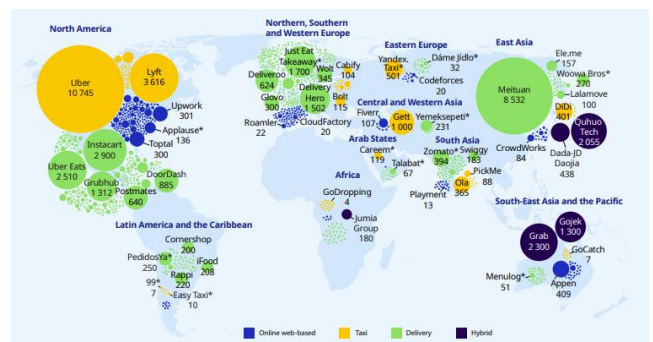 North America
Uber
10 745
Lyft
3 616
Upwork
301
Applause*
136
Toptal
300
Instacart
2 900
Uber Eats
2 510
Grubhub
1 312
DoorDash
885
Postmates
640
Latin America and the Caribbean
Cornershop
200
PedidosYa*
250
iFood
208
Rappi
220
99*
7
Easy Taxi*
10
Northern, Southern
and Western Europe
Just Eat
Takeaway*
1 700
Wolt
345
Cabify
104
Deliveroo
624
Delivery
Hero
1 502
Bolt
115
Glovo
300
Roamler
22
CloudFactory
20
Eastern Europe
Yandex.
Taxi*
501
Dáme Jídlo*
32
Codeforces
20
Central and Western Asia
Fiverr
107
Gett
1 000
Yemeksepeti*
231
Arab States
Careem*
119
Talabat*
67
South Asia
Zomato*
394
Swiggy
183
PickMe
88
Ola
365
Playment
13
Africa
GoDropping
4
Jumia
Group
180
East Asia
Ele.me
157
Woowa Bros*
270
Meituan
8 532
Lalamove
100
DiDi
401
Quhuo
Tech
2 055
CrowdWorks
84
Dada-JD
Daojia
438
South-East Asia and the Pacific
Gojek
1 300
Grab
2 300
GoCatch
7
Menulog*
51
Appen
409
Online web-based
Taxi
Delivery
Hybrid